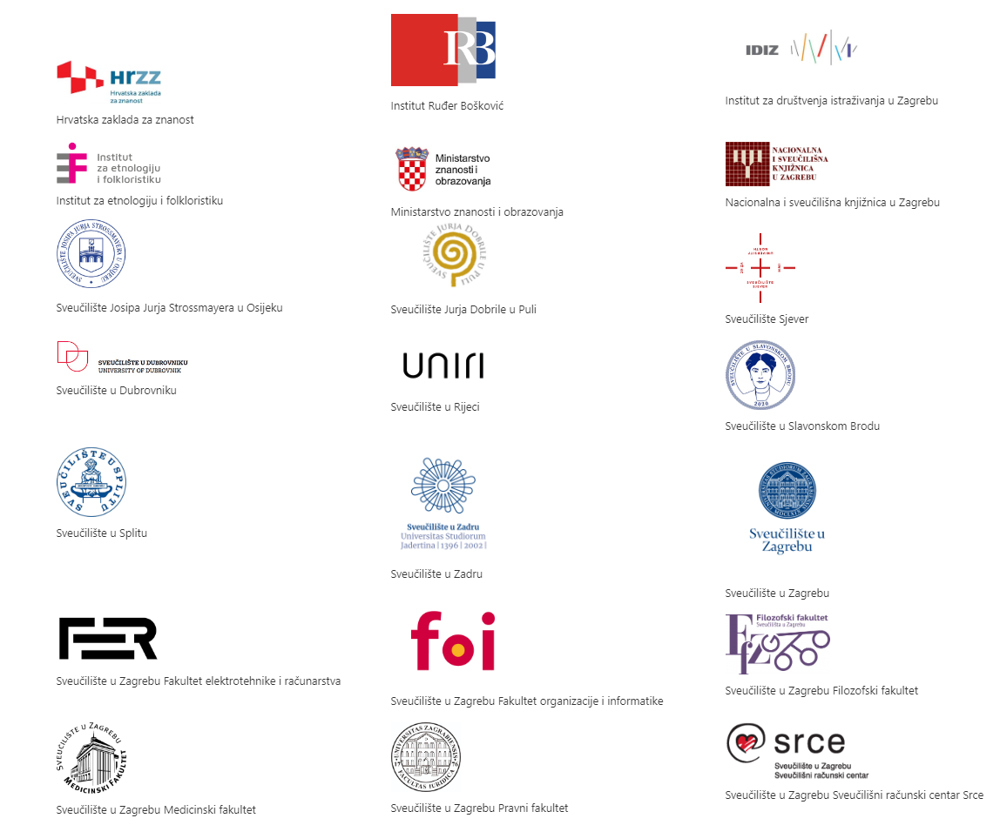 HRZZ
Hrvatska zaklada
za znanost
Hrvatska zaklada za znanost
IRB
Institut Ruđer Bošković
IDIZ
Institut za društvenja istraživanja u Zagrebu
Institut
za etnologiju
i folkloristiku
Institut za etnologiju i folkloristiku
Ministarstvo
znanosti i
obrazovanja
Ministarstvo znanosti i obrazovanja
NACIONALNA
I SVEUČILIŠNA
KNJIŽNICA
U ZAGREBU
Nacionalna i sveučilišna knjižnica u Zagrebu
SVEUČILIŠTE JOSIPA JURJA STROSSMAYERA U OSIJEKU
Sveučilište Josipa Jurja Strossmayera u Osijeku
SVEUČILIŠTE JURJA DOBRILE U PULI
Sveučilište Jurja Dobrile u Puli
SVEUČILIŠTE
SJEVER
Sveučilište Sjever
SVEUČILIŠTE U DUBROVNIKU
UNIVERSITY OF DUBROVNIK
Sveučilište u Dubrovniku
UNIRI
Sveučilište u Rijeci
SVEUČILIŠTE U SLAVONSKOM BRODU
2020
Sveučilište u Slavonskom Brodu
SVEUČILIŠTE U SPLITU
Sveučilište u Splitu
Sveučilište u Zadru
Universitas Studiorum
Jadertina | 1396 | 2002 |
Sveučilište u Zadru
UNIVERSITAS STUDIORUM ZAGRABIENSIS
Sveučilište u
Zagrebu
Sveučilište u Zagrebu
FER
Sveučilište u Zagrebu Fakultet elektrotehnike i računarstva
foi
Sveučilište u Zagrebu Fakultet organizacije i informatike
Filozofski fakultet
Sveučilišta u Zagrebu
FfZG
Sveučilište u Zagrebu Filozofski fakultet
SVEUČILIŠTE U ZAGREBU
MEDICINSKI FAKULTET
Sveučilište u Zagrebu Medicinski fakultet
UNIVERSITAS ZAGRABIENSIS
17 76
FACULTAS IURIDICA
Sveučilište u Zagrebu Pravni fakultet
srce
Sveučilište u Zagrebu
Sveučilišni računski centar
Sveučilište u Zagrebu Sveučilišni računski centar Srce